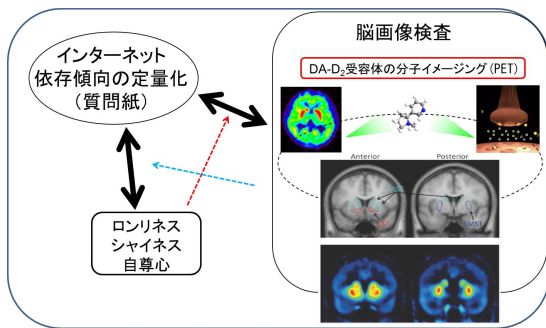 インターネット
依存傾向の定量化
（質問紙）
ロンリネス
シャイネス
自尊心
脳画像検査
DA-D₂受容体の分子イメージング（PET）
Anterior
Posterior
AST
SMST